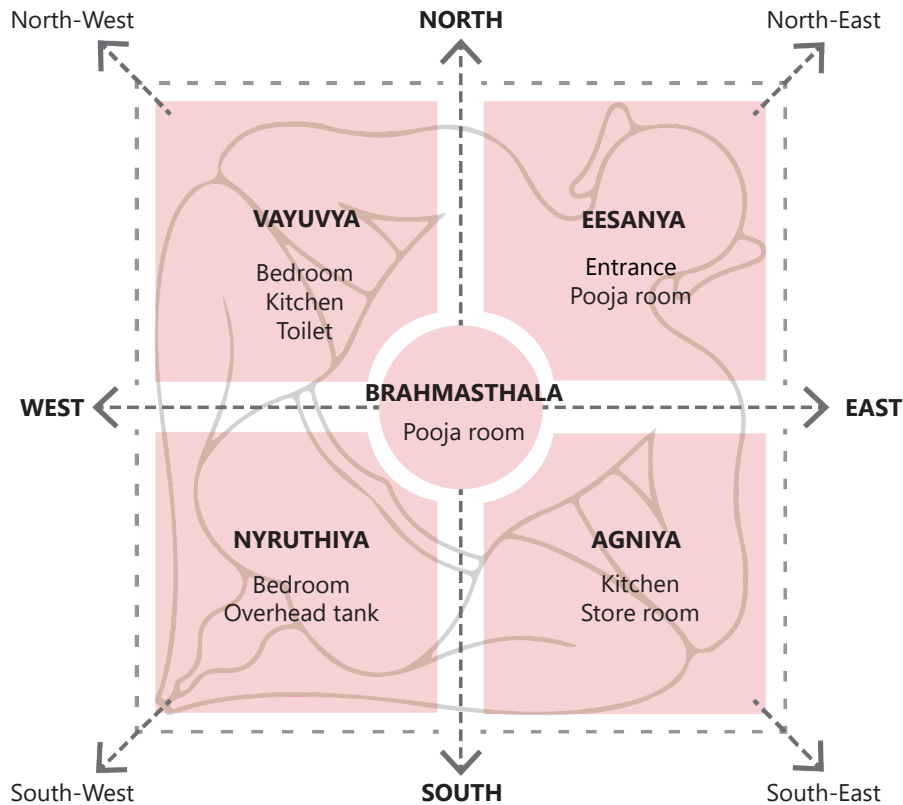 North-West
NORTH
North-East
VAYUVYA
Bedroom
Kitchen
Toilet
EESANYA
Entrance
Pooja room
WEST
BRAHMASTHALA
Pooja room
EAST
NYRUTHIYA
Bedroom
Overhead tank
AGNIYA
Kitchen
Store room
South-West
SOUTH
South-East